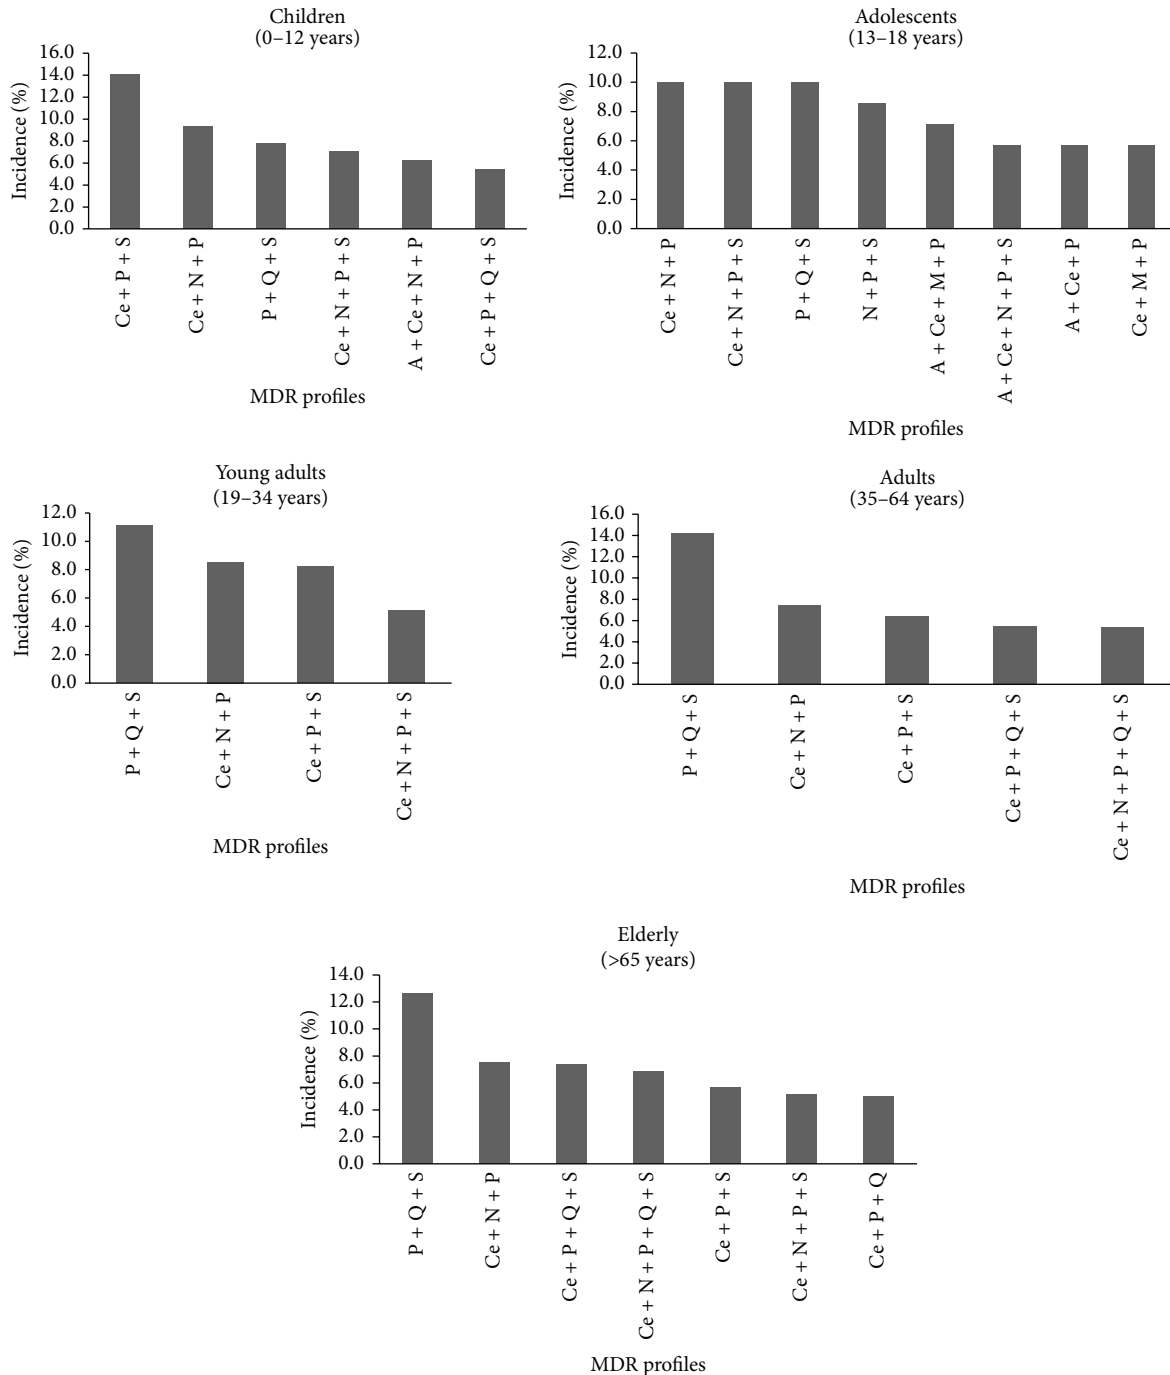 Children
(0–12 years)
Incidence (%)
16.0
14.0
12.0
10.0
8.0
6.0
4.0
2.0
0.0
Ce + P + S
Ce + N + P
P + Q + S
Ce + N + P + S
A + Ce + N + P
Ce + P + Q + S
MDR profiles
Adolescents
(13–18 years)
Incidence (%)
12.0
10.0
8.0
6.0
4.0
2.0
0.0
Ce + N + P
Ce + N + P + S
P + Q + S
N + P + S
A + Ce + M + P
A + Ce + N + P + S
A + Ce + P
Ce + M + P
MDR profiles
Young adults
(19–34 years)
Incidence (%)
12.0
10.0
8.0
6.0
4.0
2.0
0.0
P + Q + S
Ce + N + P
Ce + P + S
Ce + N + P + S
MDR profiles
Adults
(35–64 years)
Incidence (%)
16.0
14.0
12.0
10.0
8.0
6.0
4.0
2.0
0.0
P + Q + S
Ce + N + P
Ce + P + S
Ce + P + Q + S
Ce + N + P + Q + S
MDR profiles
Elderly
(>65 years)
Incidence (%)
14.0
12.0
10.0
8.0
6.0
4.0
2.0
0.0
P + Q + S
Ce + N + P
Ce + P + Q + S
Ce + N + P + Q + S
Ce + P + S
Ce + N + P + S
Ce + P + Q
MDR profiles